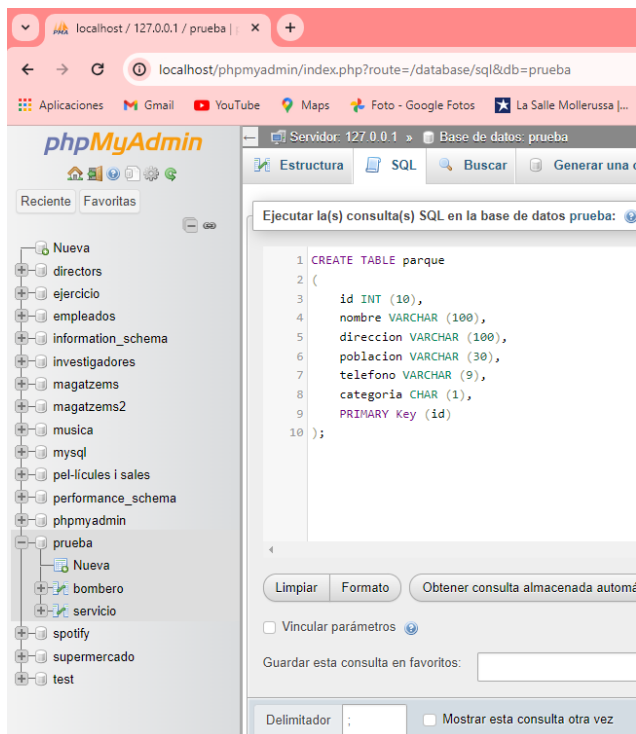 localhost / 127.0.0.1 / prueba |
localhost/phpmyadmin/index.php?route=/database/sql&db=prueba
Aplicaciones Gmail YouTube Maps Foto - Google Fotos La Salle Mollerussa |...
phpMyAdmin
Reciente Favoritas
Nueva
directors
ejercicio
empleados
information_schema
investigadores
magatzems
magatzems2
musica
mysql
pel·lícules i sales
performance_schema
phpmyadmin
prueba
Nueva
bombero
servicio
spotify
supermercado
test
Servidor: 127.0.0.1 » Base de datos: prueba
Estructura SQL Buscar Generar una
Ejecutar la(s) consulta(s) SQL en la base de datos prueba:
1 CREATE TABLE parque
2 (
3 id INT (10),
4 nombre VARCHAR (100),
5 direccion VARCHAR (100),
6 poblacion VARCHAR (30),
7 telefono VARCHAR (9),
8 categoria CHAR (1),
9 PRIMARY Key (id)
10 );
Limpiar Formato Obtener consulta almacenada automá
Vincular parámetros
Guardar esta consulta en favoritos:
Delimitador ; Mostrar esta consulta otra vez